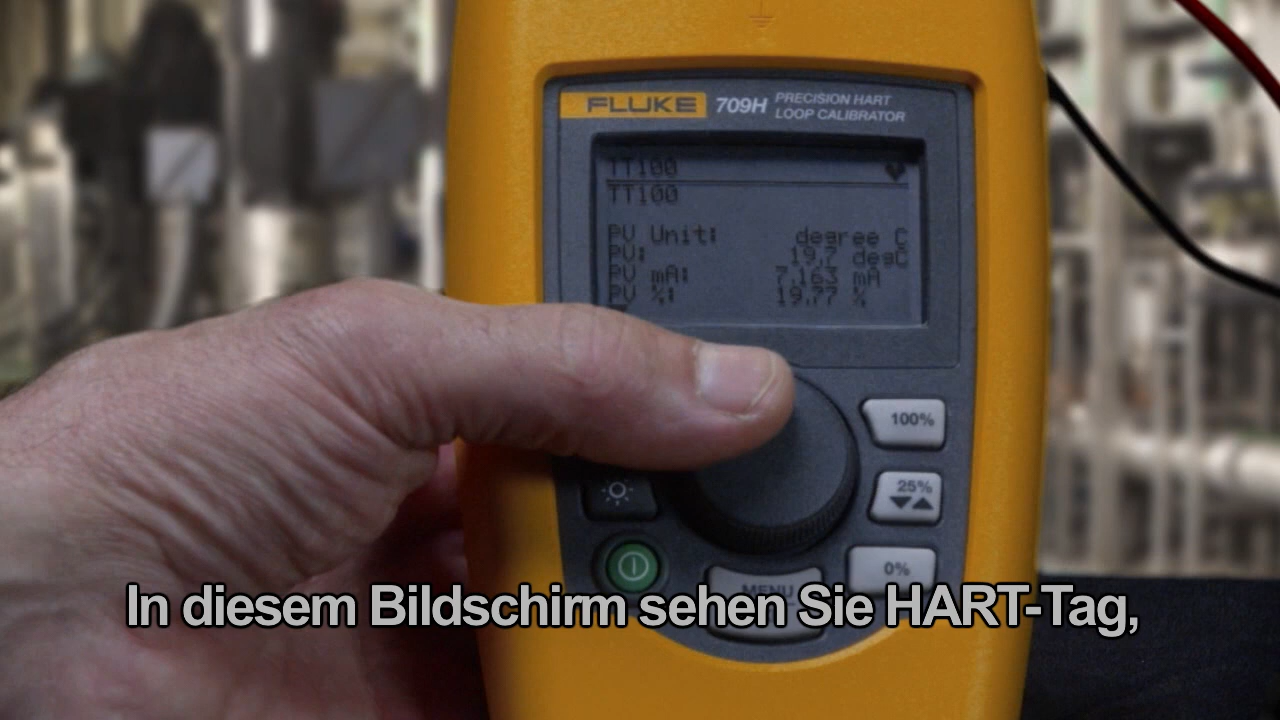 FLUKE 709H PRECISION HART
LOOP CALIBRATOR
TT100
TT100
PV Unit: degree C
PV: 19,7 degC
PV mA: 7,163 mA
PV %: 19,77 %
100%
25%
0%
MENU
In diesem Bildschirm sehen Sie HART-Tag,